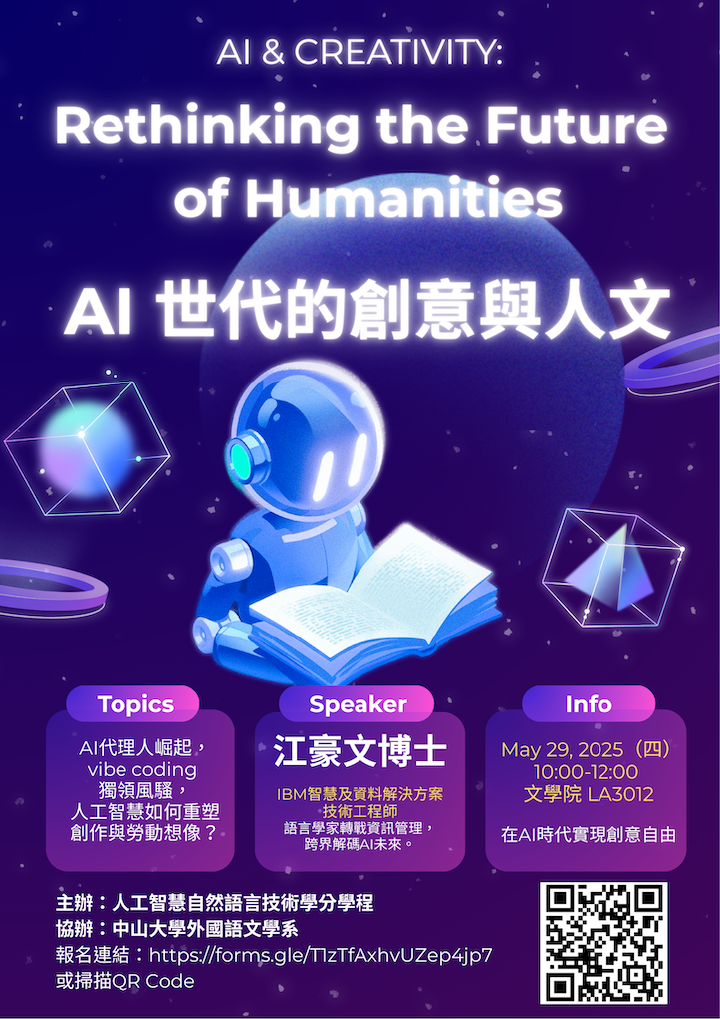 AI & CREATIVITY:
Rethinking the Future
of Humanities
AI 世代的創意與人文
Topics
AI代理人崛起，
vibe coding
獨領風騷，
人工智慧如何重塑
創作與勞動想像？
Speaker
江豪文博士
IBM智慧及資料解決方案
技術工程師
語言學家轉戰資訊管理，
跨界解碼AI未來。
Info
May 29, 2025（四）
10:00-12:00
文學院 LA3012
在AI時代實現創意自由
主辦：人工智慧自然語言技術學分學程
協辦：中山大學外國語文學系
報名連結：https://forms.gle/T1zTfAxhvUZep4jp7
或掃描QR Code